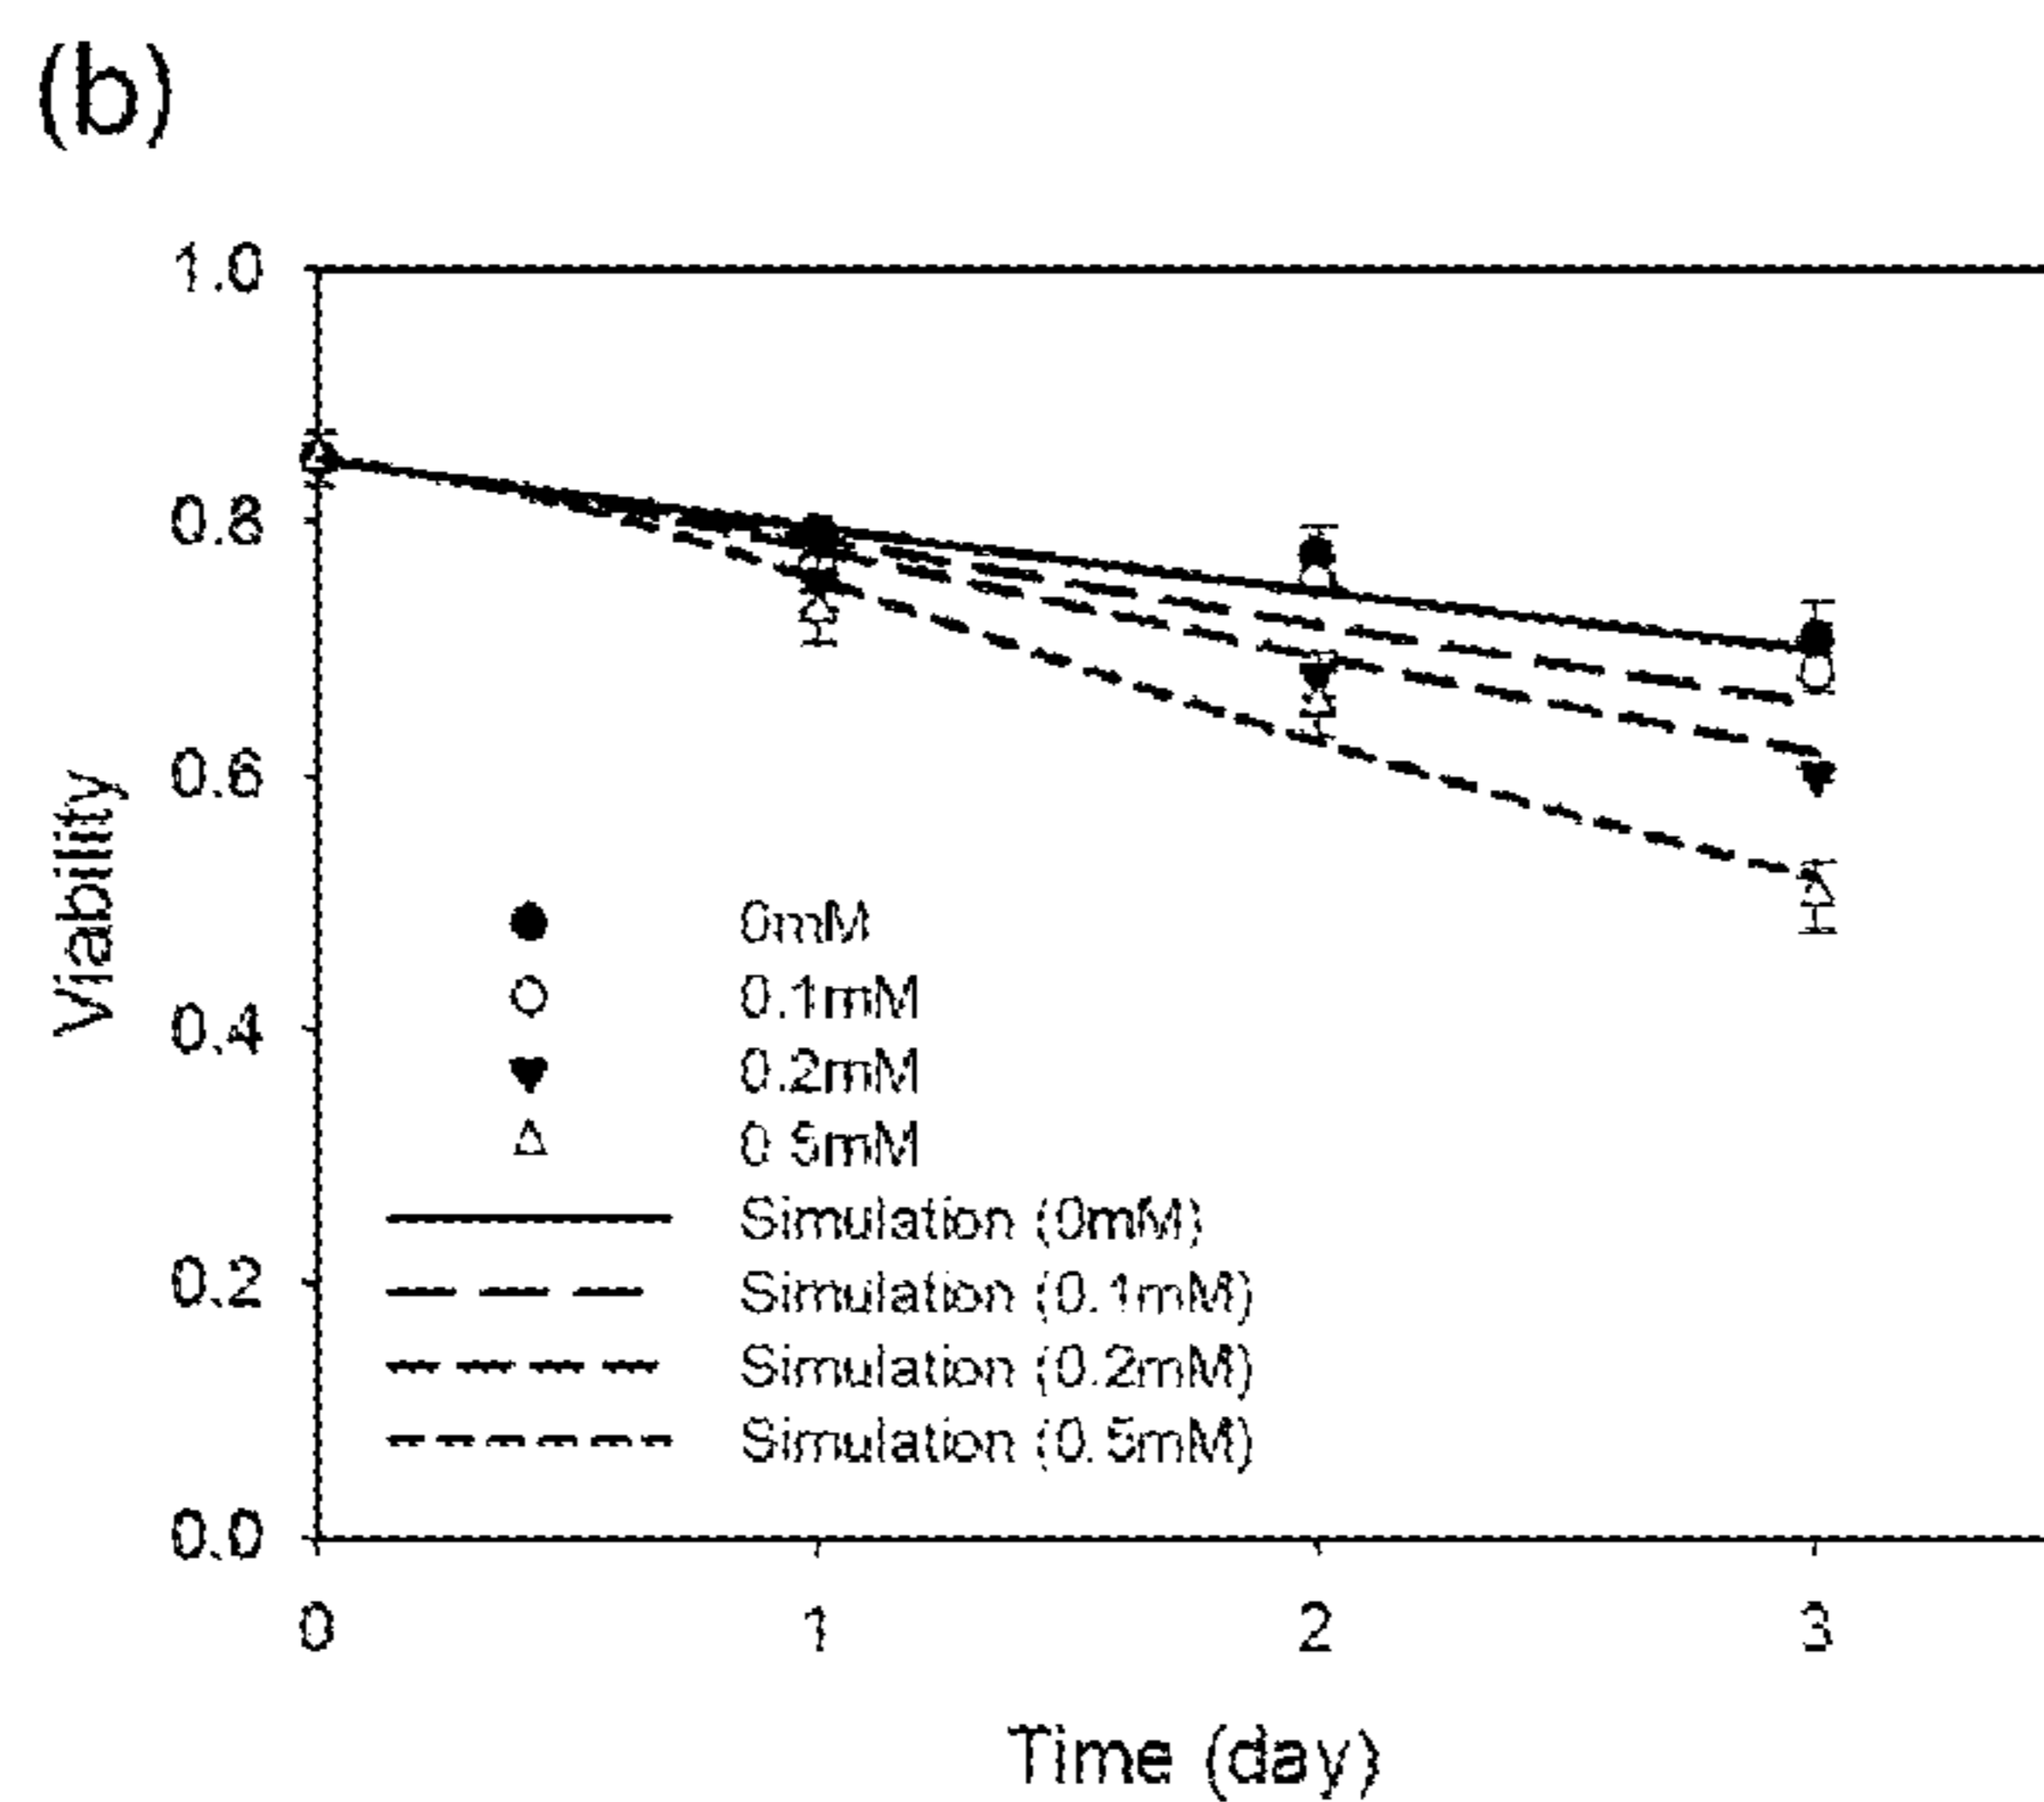 (b)
1.0
0.8
0.6
0.4
0.2
0.0
Viability
0mM
0.1mM
0.2mM
0.5mM
Simulation (0mM)
Simulation (0.1mM)
Simulation (0.2mM)
Simulation (0.5mM)
0 1 2 3
Time (day)